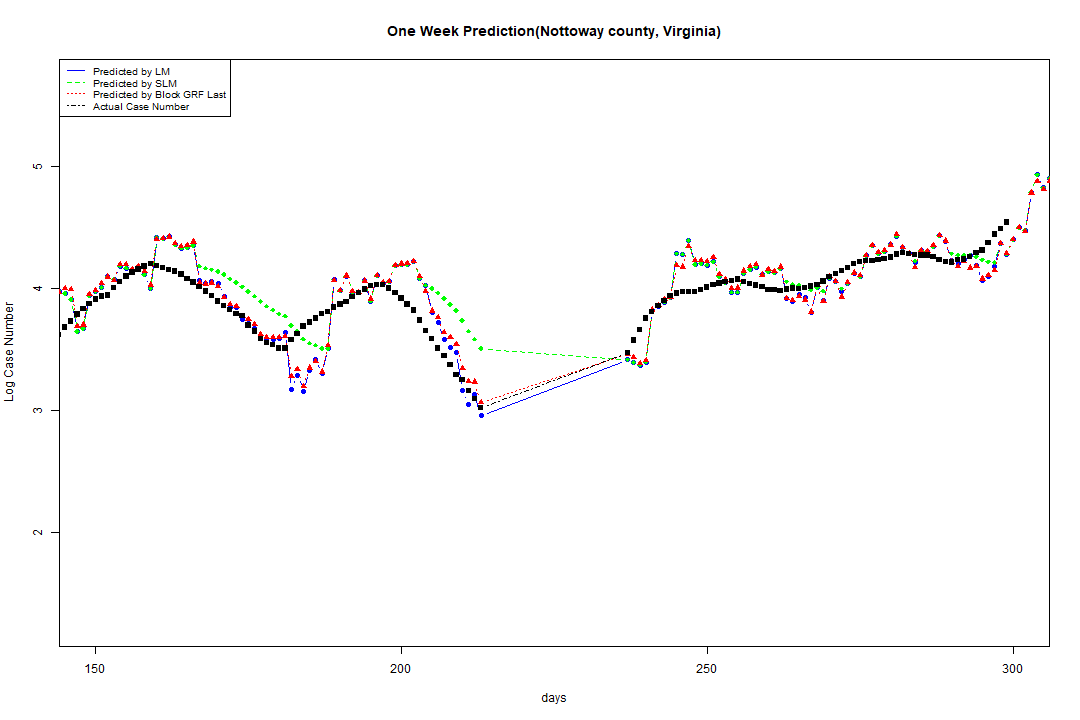 One Week Prediction(Nottoway county, Virginia)
Predicted by LM
Predicted by SLM
Predicted by Block GRF Last
Actual Case Number
5
4
3
2
Log Case Number
150
200
250
300
days